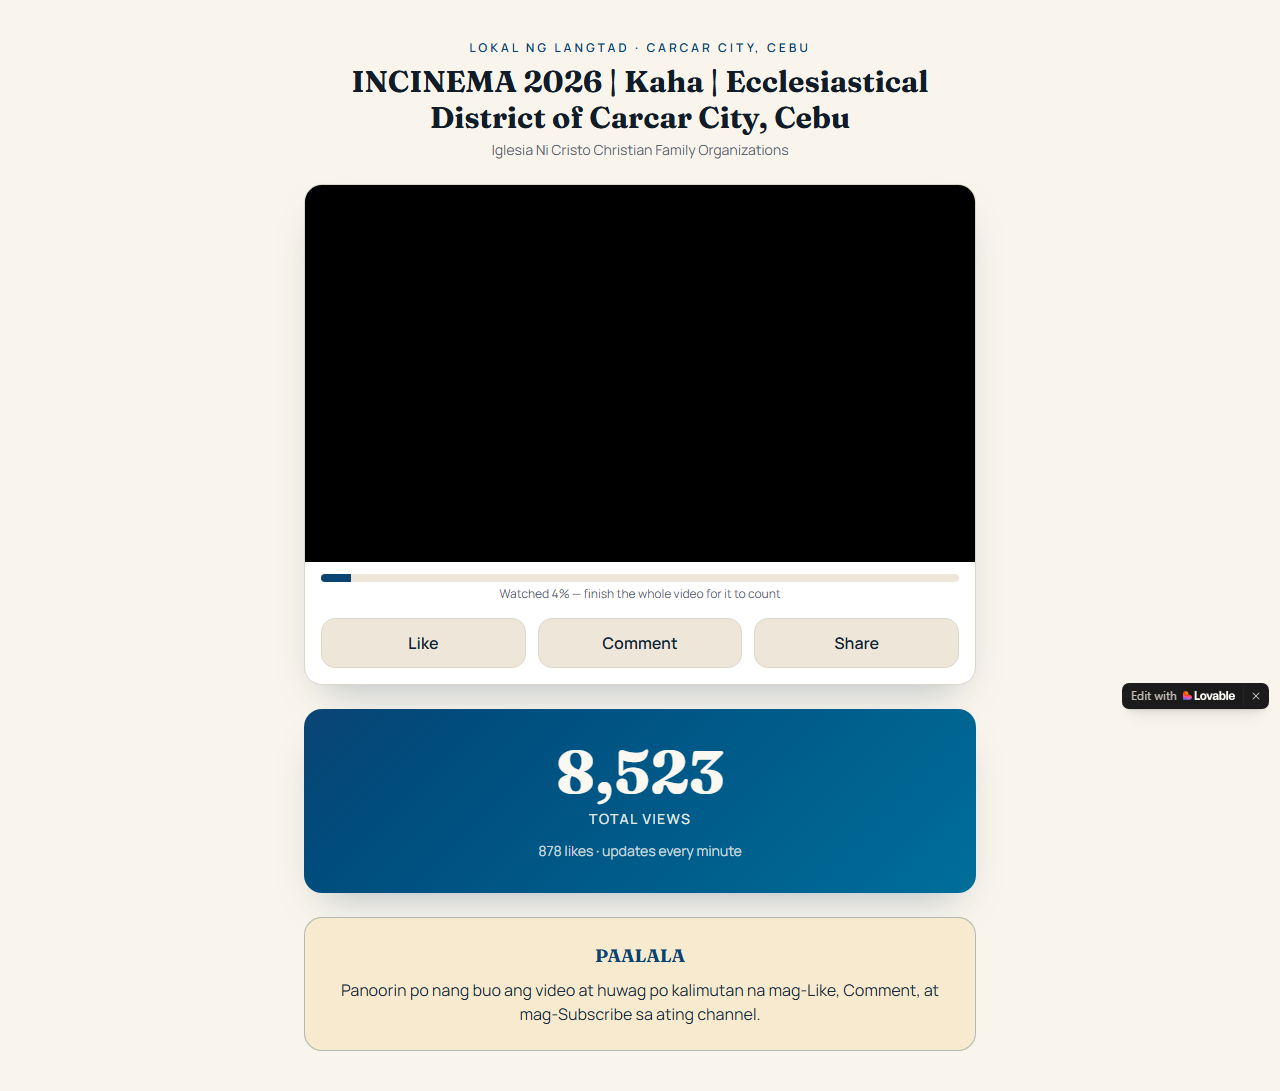 LOKAL NG LANGTAD · CARCAR CITY, CEBU
INCINEMA 2026 | Kaha | Ecclesiastical
District of Carcar City, Cebu
Iglesia Ni Cristo Christian Family Organizations
Watched 4% — finish the whole video for it to count
Like
Comment
Share
Edit with Lovable ×
8,523
TOTAL VIEWS
878 likes · updates every minute
PAALALA
Panoorin po nang buo ang video at huwag po kalimutan na mag-Like, Comment, at
mag-Subscribe sa ating channel.